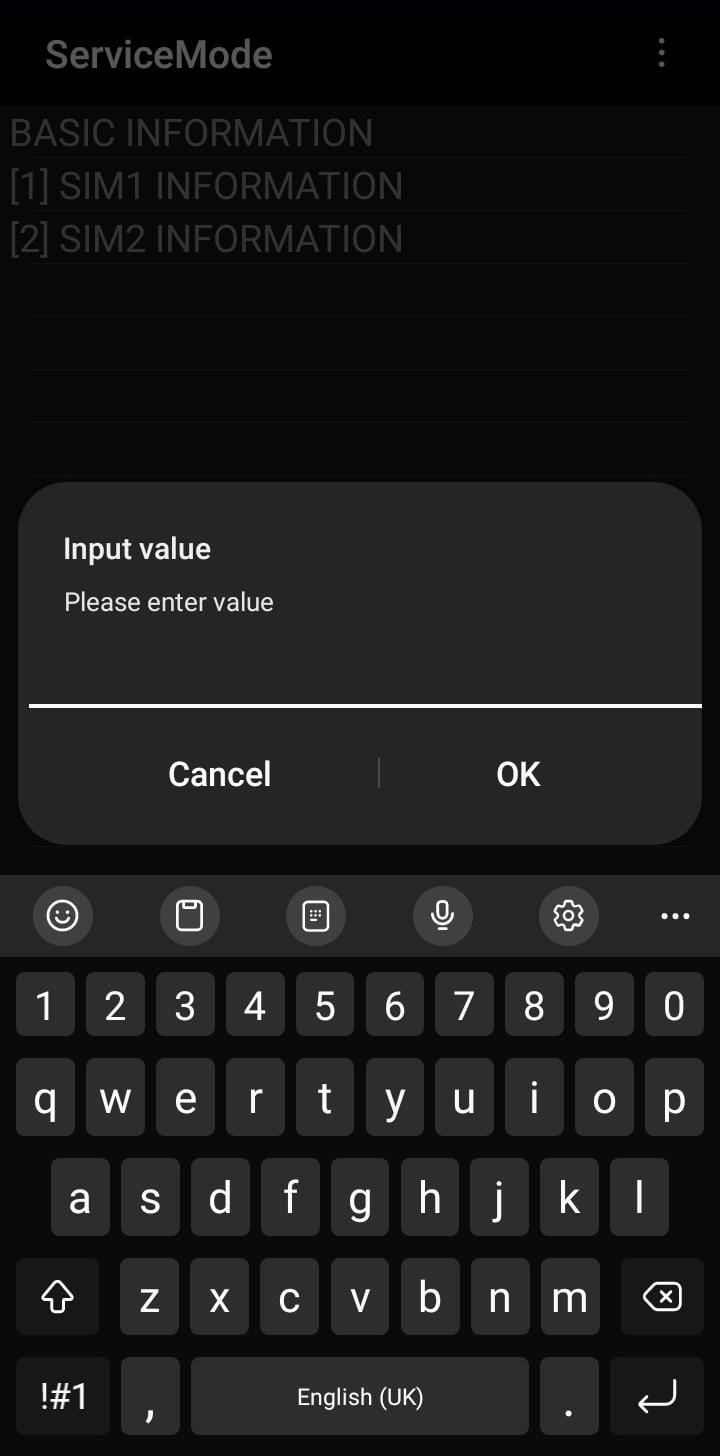 ServiceMode
BASIC INFORMATION
[1] SIM1 INFORMATION
[2] SIM2 INFORMATION
Input value
Please enter value
Cancel OK
1 2 3 4 5 6 7 8 9 0
q w e r t y u i o p
a s d f g h j k l
z x c v b n m
!#1 , English (UK) .